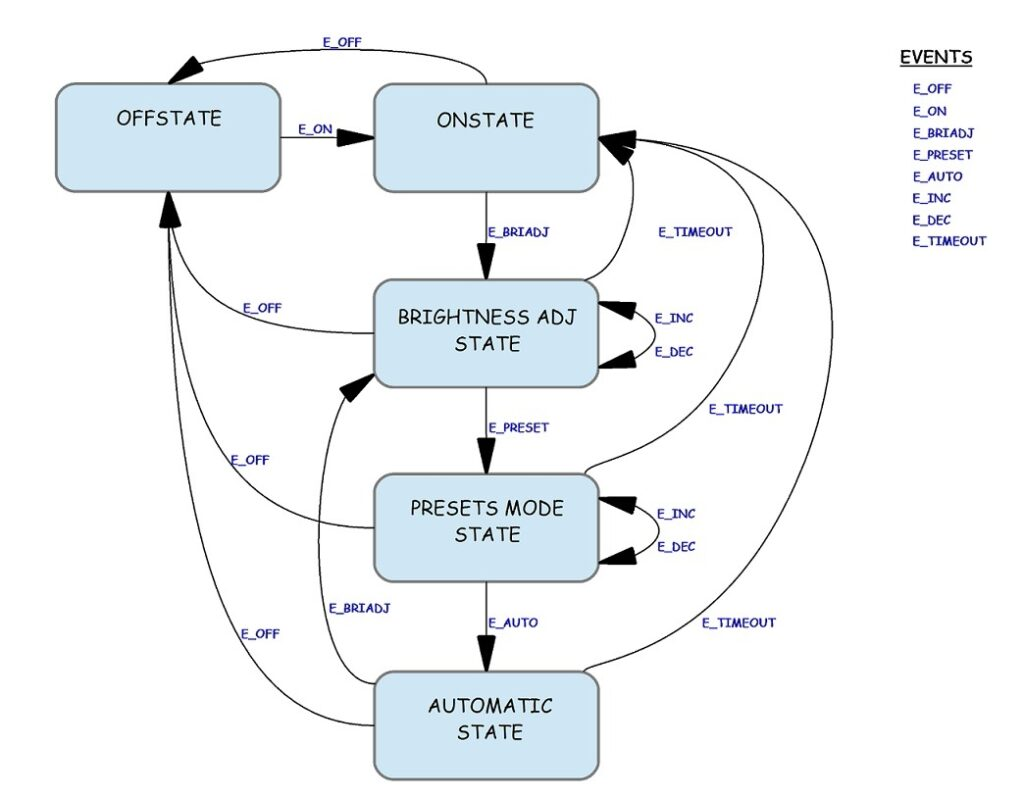 E_OFF
EVENTS
OFFSTATE
E_ON
ONSTATE
E_OFF
E_ON
E_BRIADJ
E_PRESET
E_AUTO
E_INC
E_DEC
E_TIMEOUT
E_BRIADJ
E_TIMEOUT
E_OFF
BRIGHTNESS ADJ
STATE
E_INC
E_DEC
E_TIMEOUT
E_PRESET
E_OFF
PRESETS MODE
STATE
E_INC
E_DEC
E_BRIADJ
E_AUTO
E_TIMEOUT
E_OFF
AUTOMATIC
STATE